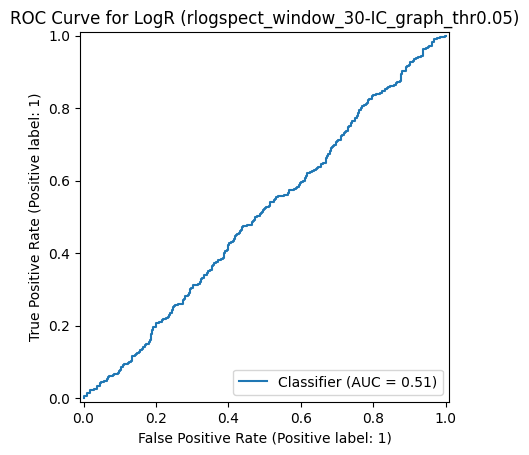 ROC Curve for LogR (rlogspect_window_30-IC_graph_thr0.05)
1.0
0.8
0.6
0.4
0.2
0.0
True Positive Rate (Positive label: 1)
Classifier (AUC = 0.51)
0.0 0.2 0.4 0.6 0.8 1.0
False Positive Rate (Positive label: 1)